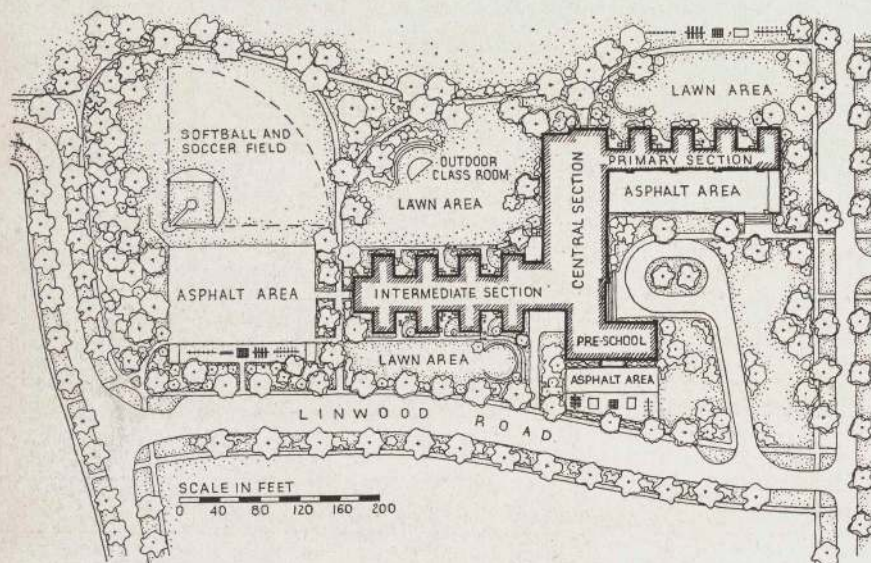 LAWN AREA
SOFTBALL AND
SOCCER FIELD
OUTDOOR
CLASS ROOM
PRIMARY SECTION
ASPHALT AREA
LAWN AREA
CENTRAL SECTION
ASPHALT AREA
INTERMEDIATE SECTION
PRE-SCHOOL
LAWN AREA
ASPHALT AREA
LINWOOD ROAD
SCALE IN FEET
0 40 80 120 160 200